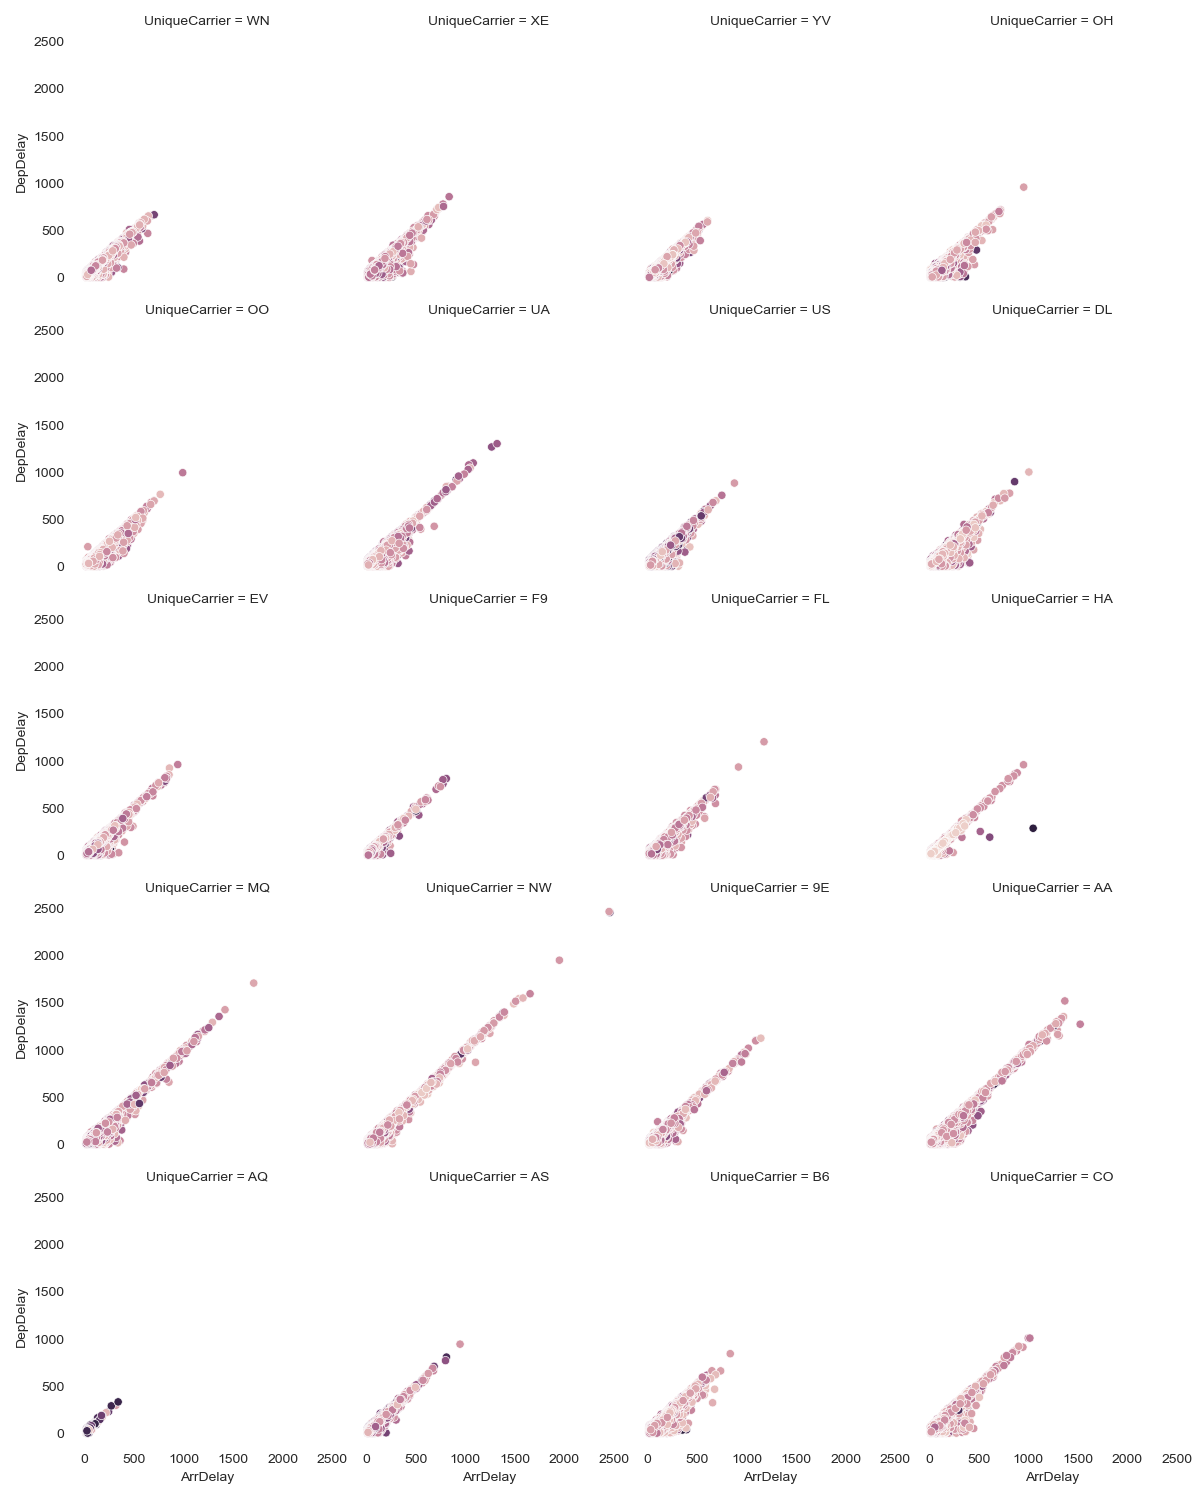 UniqueCarrier = WN
UniqueCarrier = XE
UniqueCarrier = YV
UniqueCarrier = OH
2500
2000
1500
1000
500
0
DepDelay
UniqueCarrier = OO
UniqueCarrier = UA
UniqueCarrier = US
UniqueCarrier = DL
2500
2000
1500
1000
500
0
DepDelay
UniqueCarrier = EV
UniqueCarrier = F9
UniqueCarrier = FL
UniqueCarrier = HA
2500
2000
1500
1000
500
0
DepDelay
UniqueCarrier = MQ
UniqueCarrier = NW
UniqueCarrier = 9E
UniqueCarrier = AA
2500
2000
1500
1000
500
0
DepDelay
UniqueCarrier = AQ
UniqueCarrier = AS
UniqueCarrier = B6
UniqueCarrier = CO
2500
2000
1500
1000
500
0
DepDelay
0 500 1000 1500 2000 2500
0 500 1000 1500 2000 2500
0 500 1000 1500 2000 2500
0 500 1000 1500 2000 2500
ArrDelay
ArrDelay
ArrDelay
ArrDelay